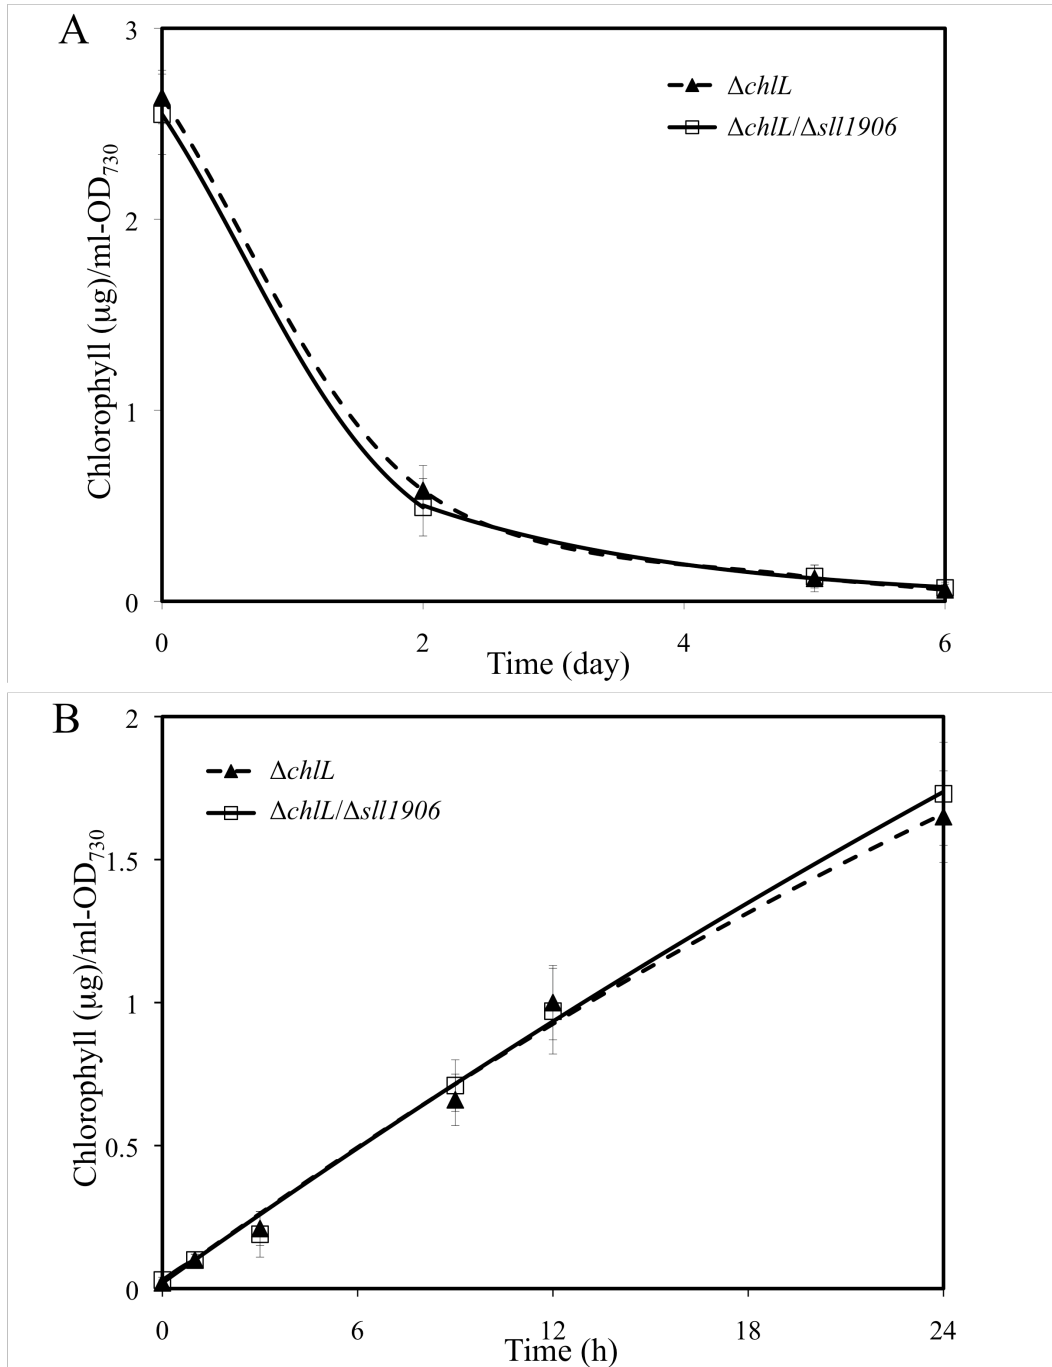 A
3
2
1
0
Chlorophyll (μg)/ml-OD730
ΔchlL
ΔchlL/Δsll1906
0 2 4 6
Time (day)
B
2
1.5
1
0.5
0
Chlorophyll (μg)/ml-OD730
ΔchlL
ΔchlL/Δsll1906
0 6 12 18 24
Time (h)